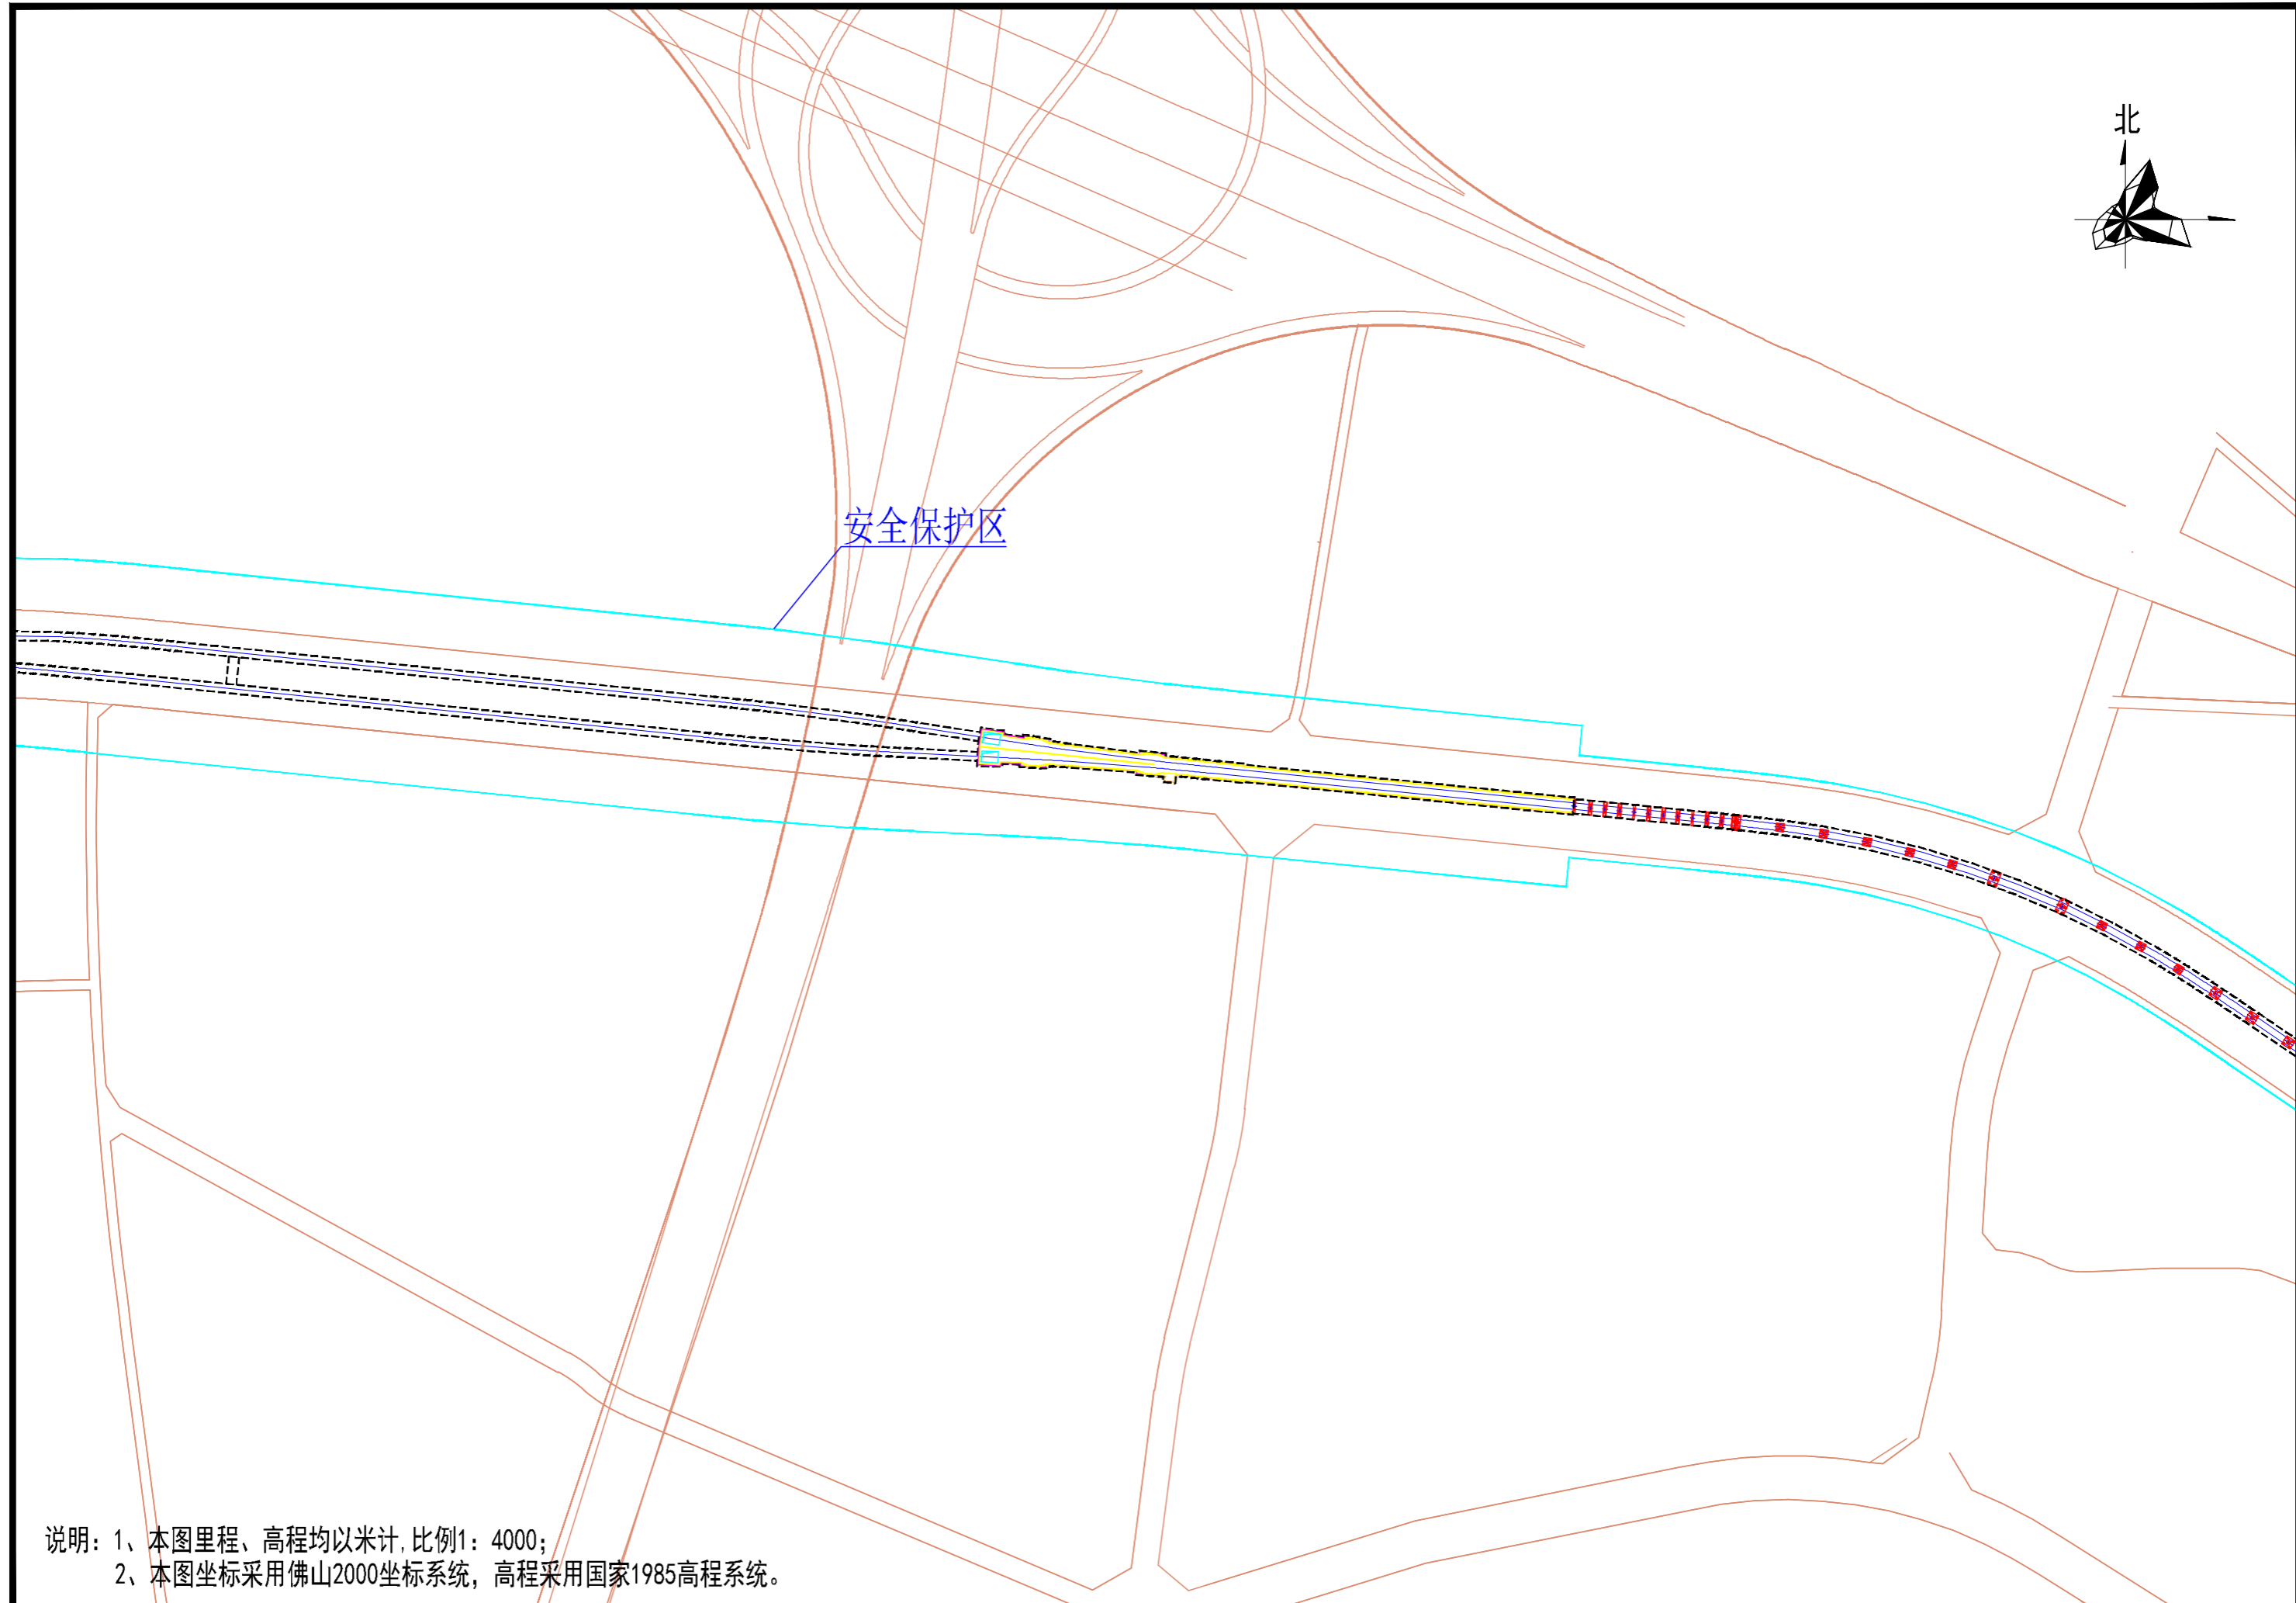 北
安全保护区
说明：1、本图里程、高程均以米计,比例1：4000；
2、本图坐标采用佛山2000坐标系统，高程采用国家1985高程系统。